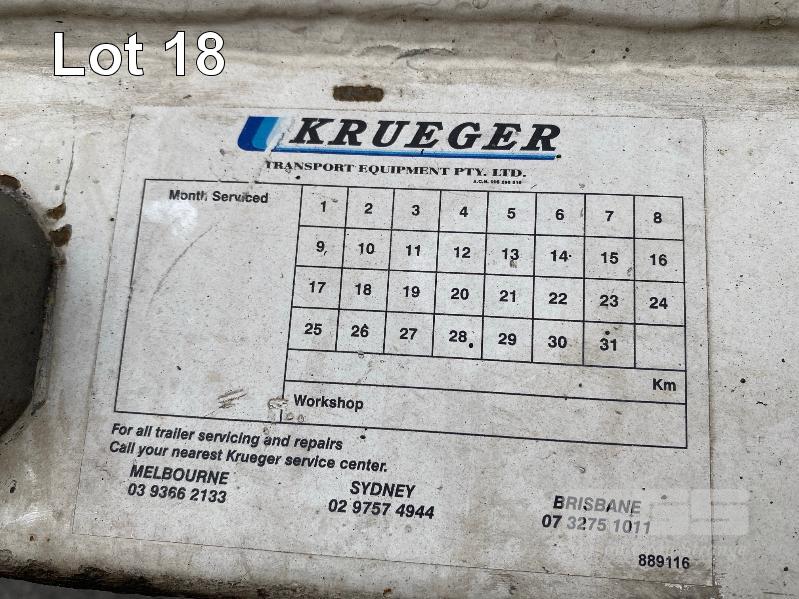 Lot 18
KRUEGER
TRANSPORT EQUIPMENT PTY. LTD.
Month Serviced
1 2 3 4 5 6 7 8
9 10 11 12 13 14 15 16
17 18 19 20 21 22 23 24
25 26 27 28 29 30 31
Km
Workshop
For all trailer servicing and repairs
Call your nearest Krueger service center.
MELBOURNE SYDNEY BRISBANE
03 9366 2133 02 9757 4944 07 3275 1011
889116